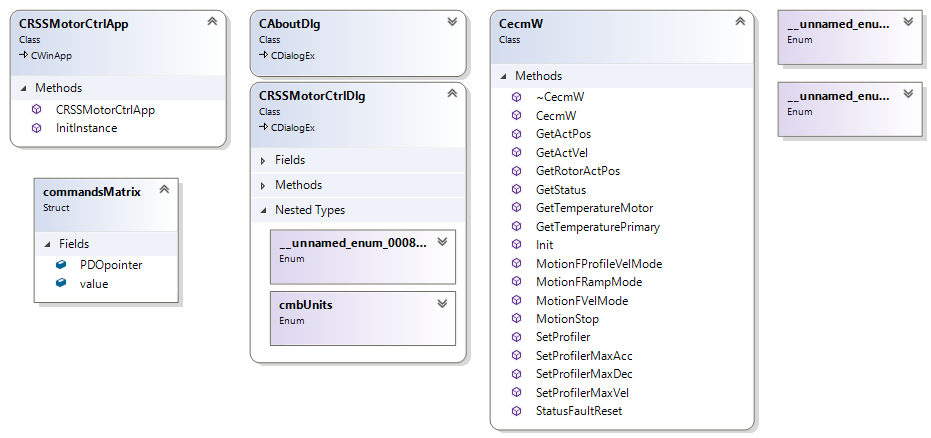 CRSSMotorCtrlApp
Class
CWinApp
Methods
CRSSMotorCtrlApp
InitInstance
commandsMatrix
Struct
Fields
PDOpointer
value
CAboutDlg
Class
CDialogEx
CRSSMotorCtrlDlg
Class
CDialogEx
Fields
Methods
Nested Types
__unnamed_enum_0008...
Enum
cmbUnits
Enum
CecmW
Class
Methods
~CecmW
CecmW
GetActPos
GetActVel
GetRotorActPos
GetStatus
GetTemperatureMotor
GetTemperaturePrimary
Init
MotionFProfileVelMode
MotionFRampMode
MotionFVelMode
MotionStop
SetProfiler
SetProfilerMaxAcc
SetProfilerMaxDec
SetProfilerMaxVel
StatusFaultReset
__unnamed_enu...
Enum
__unnamed_enu...
Enum